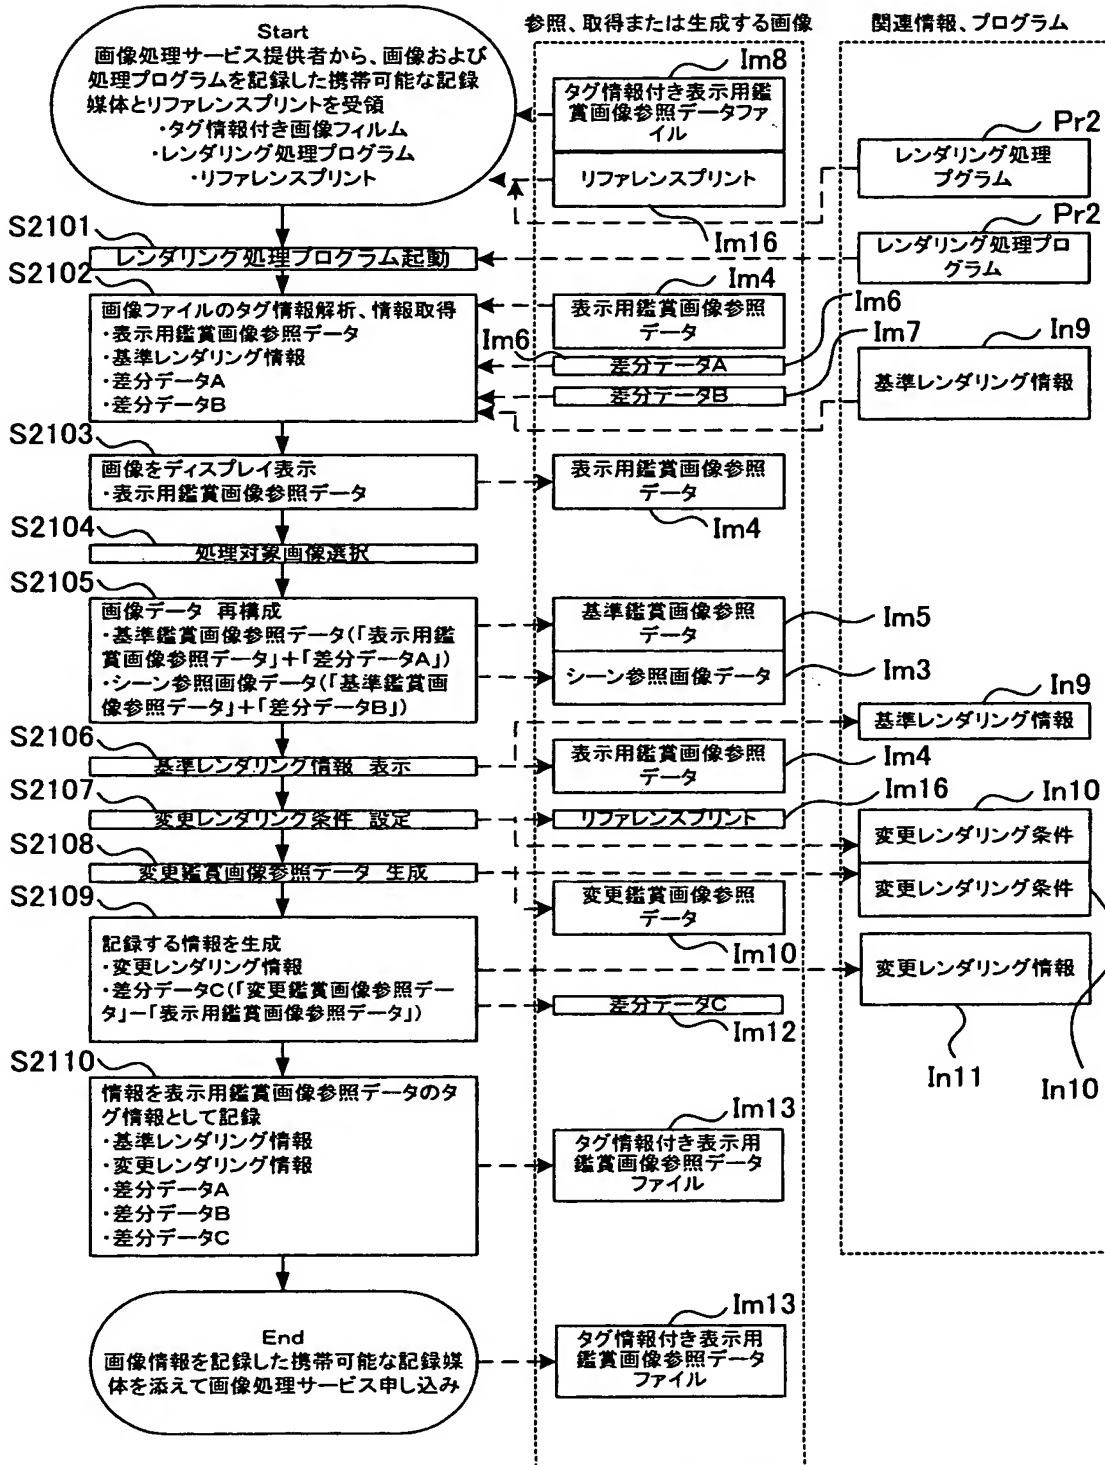 参照、取得または生成する画像
関連情報、プログラム
Start
画像処理サービス提供者から、画像および
処理プログラムを記録した携帯可能な記録
媒体とリファレンスプリントを受領
・タグ情報付き画像フィルム
・レンダリング処理プログラム
・リファレンスプリント
Im8
タグ情報付き表示用鑑
賞画像参照データファ
イル
リファレンスプリント
Im16
Pr2
レンダリング処理
プグラム
S2101
レンダリング処理プログラム起動
Pr2
レンダリング処理プロ
グラム
S2102
画像ファイルのタグ情報解析、情報取得
・表示用鑑賞画像参照データ
・基準レンダリング情報
・差分データA
・差分データB
Im4
表示用鑑賞画像参照
データ
Im6
Im6
差分データA
Im7
差分データB
In9
基準レンダリング情報
S2103
画像をディスプレイ表示
・表示用鑑賞画像参照データ
表示用鑑賞画像参照
データ
Im4
S2104
処理対象画像選択
S2105
画像データ 再構成
・基準鑑賞画像参照データ(「表示用鑑
賞画像参照データ」+「差分データA」)
・シーン参照画像データ(「基準鑑賞画
像参照データ」+「差分データB」)
基準鑑賞画像参照
データ
Im5
シーン参照画像データ
Im3
In9
基準レンダリング情報
S2106
基準レンダリング情報 表示
表示用鑑賞画像参照
データ
Im4
S2107
変更レンダリング条件 設定
リファレンスプリント
Im16
In10
変更レンダリング条件
S2108
変更鑑賞画像参照データ 生成
変更レンダリング条件
In10
変更鑑賞画像参照
データ
Im10
S2109
記録する情報を生成
・変更レンダリング情報
・差分データC(「変更鑑賞画像参照デー
タ」−「表示用鑑賞画像参照データ」)
変更レンダリング情報
In11
差分データC
Im12
S2110
情報を表示用鑑賞画像参照データのタ
グ情報として記録
・基準レンダリング情報
・変更レンダリング情報
・差分データA
・差分データB
・差分データC
Im13
タグ情報付き表示用
鑑賞画像参照データ
ファイル
End
画像情報を記録した携帯可能な記録媒
体を添えて画像処理サービス申し込み
Im13
タグ情報付き表示用
鑑賞画像参照データ
ファイル